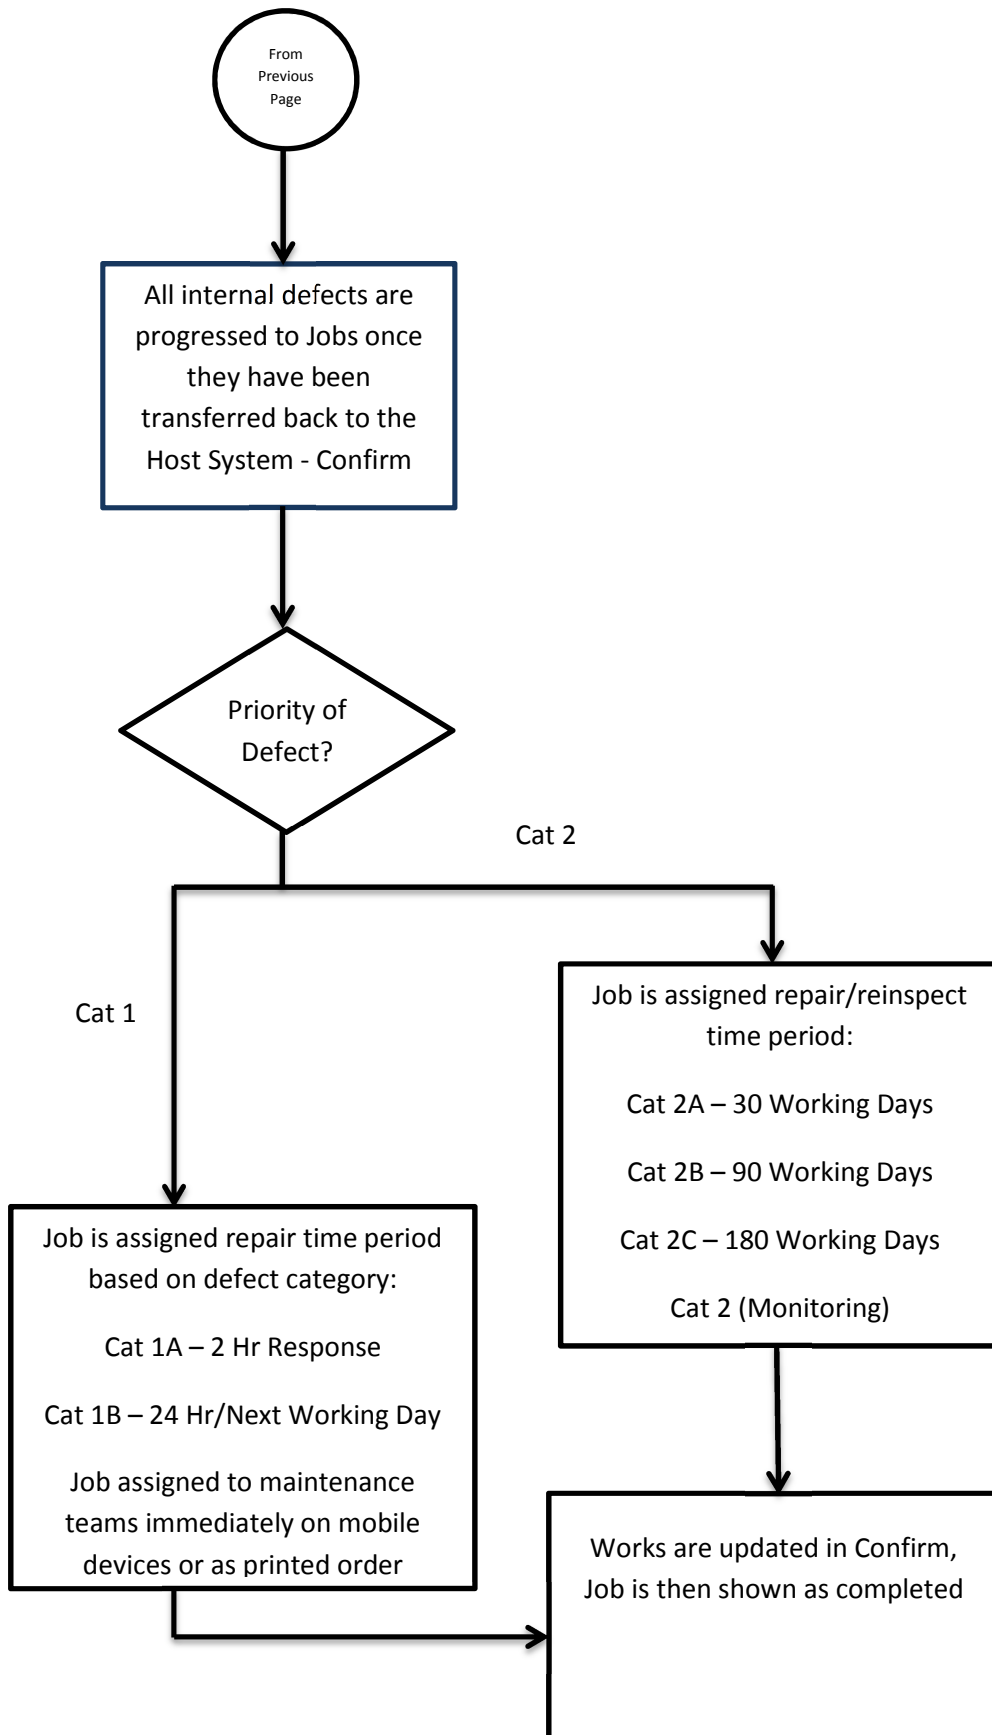 From
Previous
Page
All internal defects are
progressed to Jobs once
they have been
transferred back to the
Host System - Confirm
Priority of
Defect?
Cat 2
Cat 1
Job is assigned repair/reinspect
time period:
Cat 2A – 30 Working Days
Cat 2B – 90 Working Days
Cat 2C – 180 Working Days
Cat 2 (Monitoring)
Job is assigned repair time period
based on defect category:
Cat 1A – 2 Hr Response
Cat 1B – 24 Hr/Next Working Day
Job assigned to maintenance
teams immediately on mobile
devices or as printed order
Works are updated in Confirm,
Job is then shown as completed